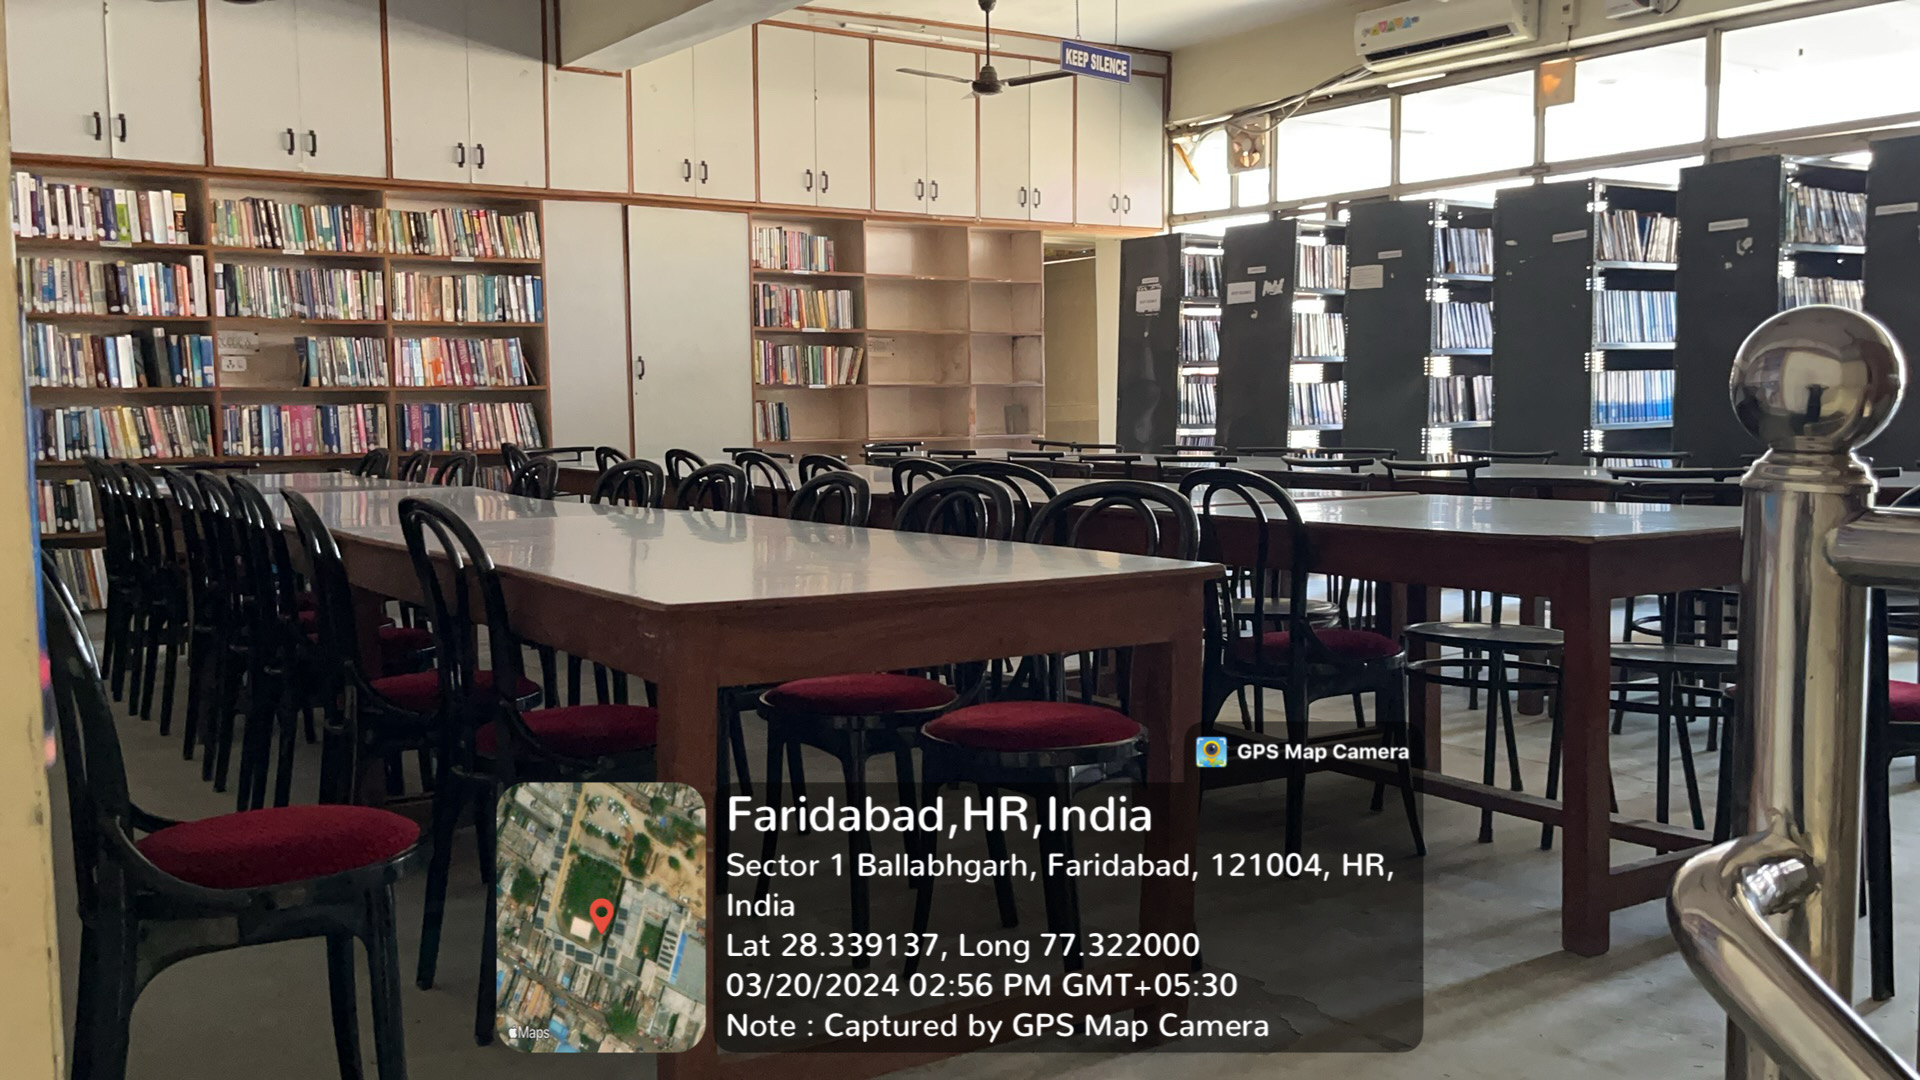 KEEP SILENCE
GPS Map Camera
Faridabad,HR,India
Sector 1 Ballabhgarh, Faridabad, 121004, HR,
India
Lat 28.339137, Long 77.322000
03/20/2024 02:56 PM GMT+05:30
Note : Captured by GPS Map Camera
Maps